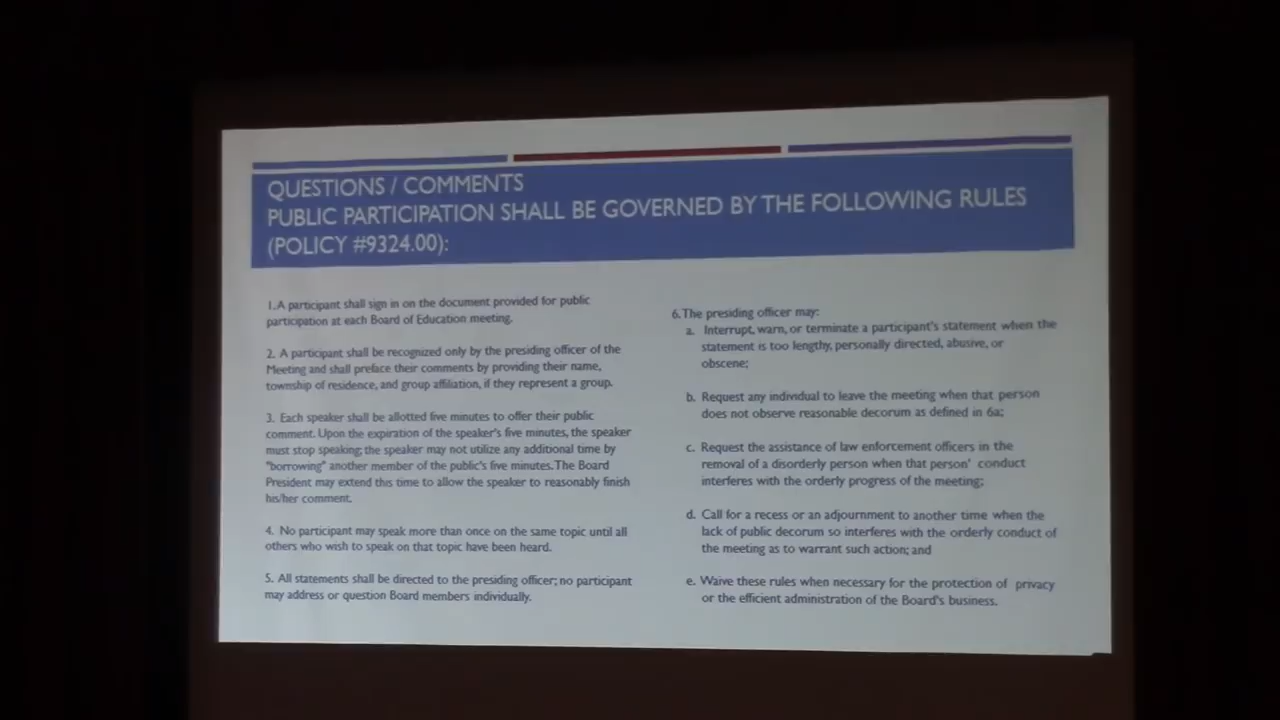 QUESTIONS / COMMENTS
PUBLIC PARTICIPATION SHALL BE GOVERNED BY THE FOLLOWING RULES
(POLICY #9324.00):
1. A participant shall sign in on the document provided for public
participation at each Board of Education meeting.
2. A participant shall be recognized only by the presiding officer of the
Meeting and shall preface their comments by providing their name,
township of residence, and group affiliation, if they represent a group.
3. Each speaker shall be allotted five minutes to offer their public
comment. Upon the expiration of the speaker's five minutes, the speaker
must stop speaking; the speaker may not utilize any additional time by
"borrowing" another member of the public's five minutes. The Board
President may extend this time to allow the speaker to reasonably finish
his/her comment.
4. No participant may speak more than once on the same topic until all
others who wish to speak on that topic have been heard.
5. All statements shall be directed to the presiding officer; no participant
may address or question Board members individually.
6. The presiding officer may:
a. Interrupt, warn, or terminate a participant's statement when the
statement is too lengthy, personally directed, abusive, or
obscene;
b. Request any individual to leave the meeting when that person
does not observe reasonable decorum as defined in 6a;
c. Request the assistance of law enforcement officers in the
removal of a disorderly person when that person' conduct
interferes with the orderly progress of the meeting;
d. Call for a recess or an adjournment to another time when the
lack of public decorum so interferes with the orderly conduct of
the meeting as to warrant such action; and
e. Waive these rules when necessary for the protection of privacy
or the efficient administration of the Board's business.